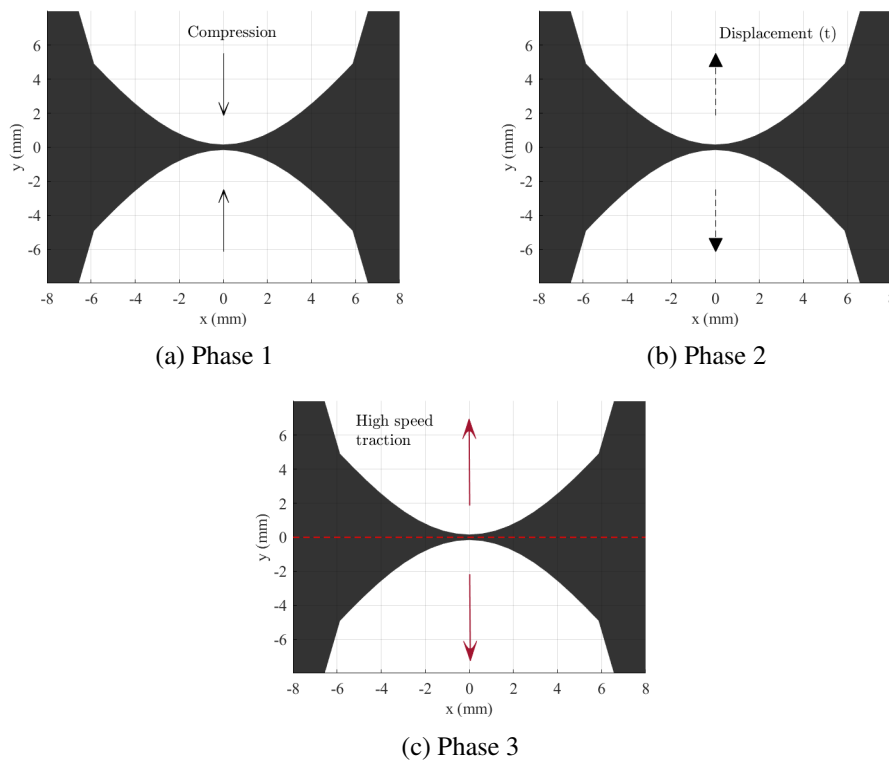 Compression
6
4
2
0
-2
-4
-6
y (mm)
-8 -6 -4 -2 0 2 4 6 8
x (mm)
(a) Phase 1
Displacement (t)
6
4
2
0
-2
-4
-6
y (mm)
-8 -6 -4 -2 0 2 4 6 8
x (mm)
(b) Phase 2
High speed
traction
6
4
2
0
-2
-4
-6
y (mm)
-8 -6 -4 -2 0 2 4 6 8
x (mm)
(c) Phase 3